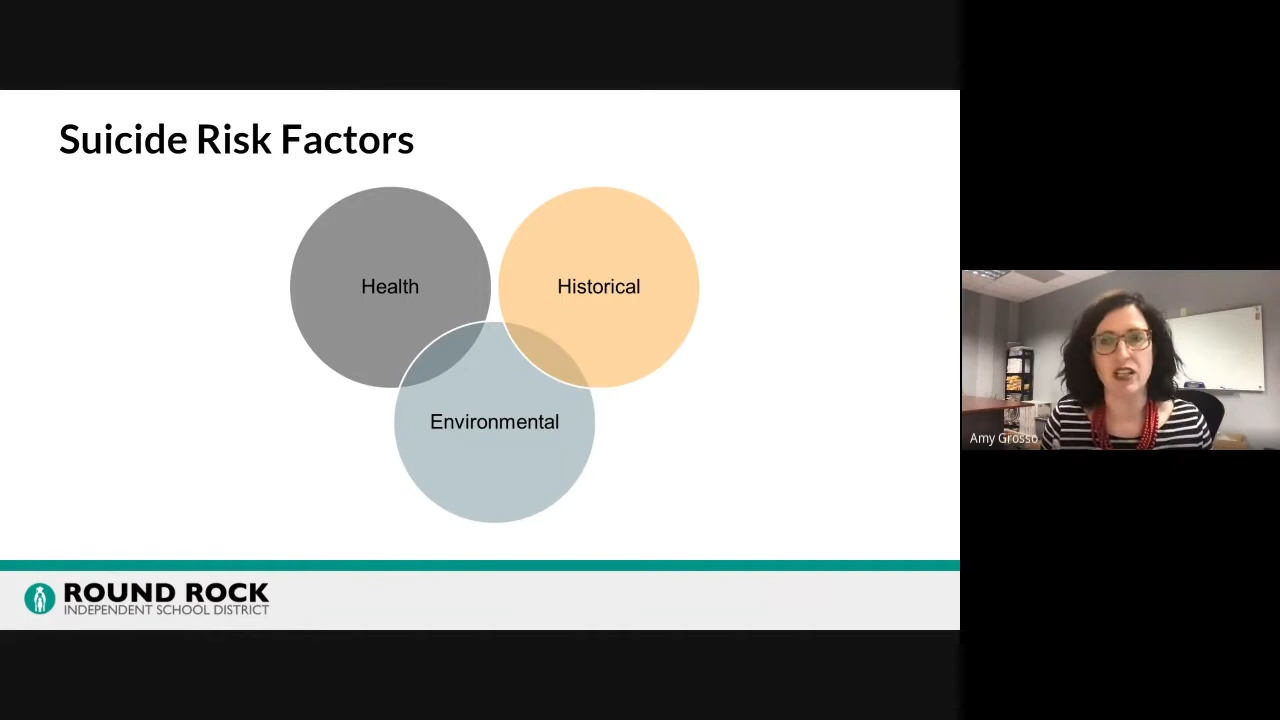 Suicide Risk Factors
Health
Historical
Environmental
Amy Grosso
ROUND ROCK
INDEPENDENT SCHOOL DISTRICT